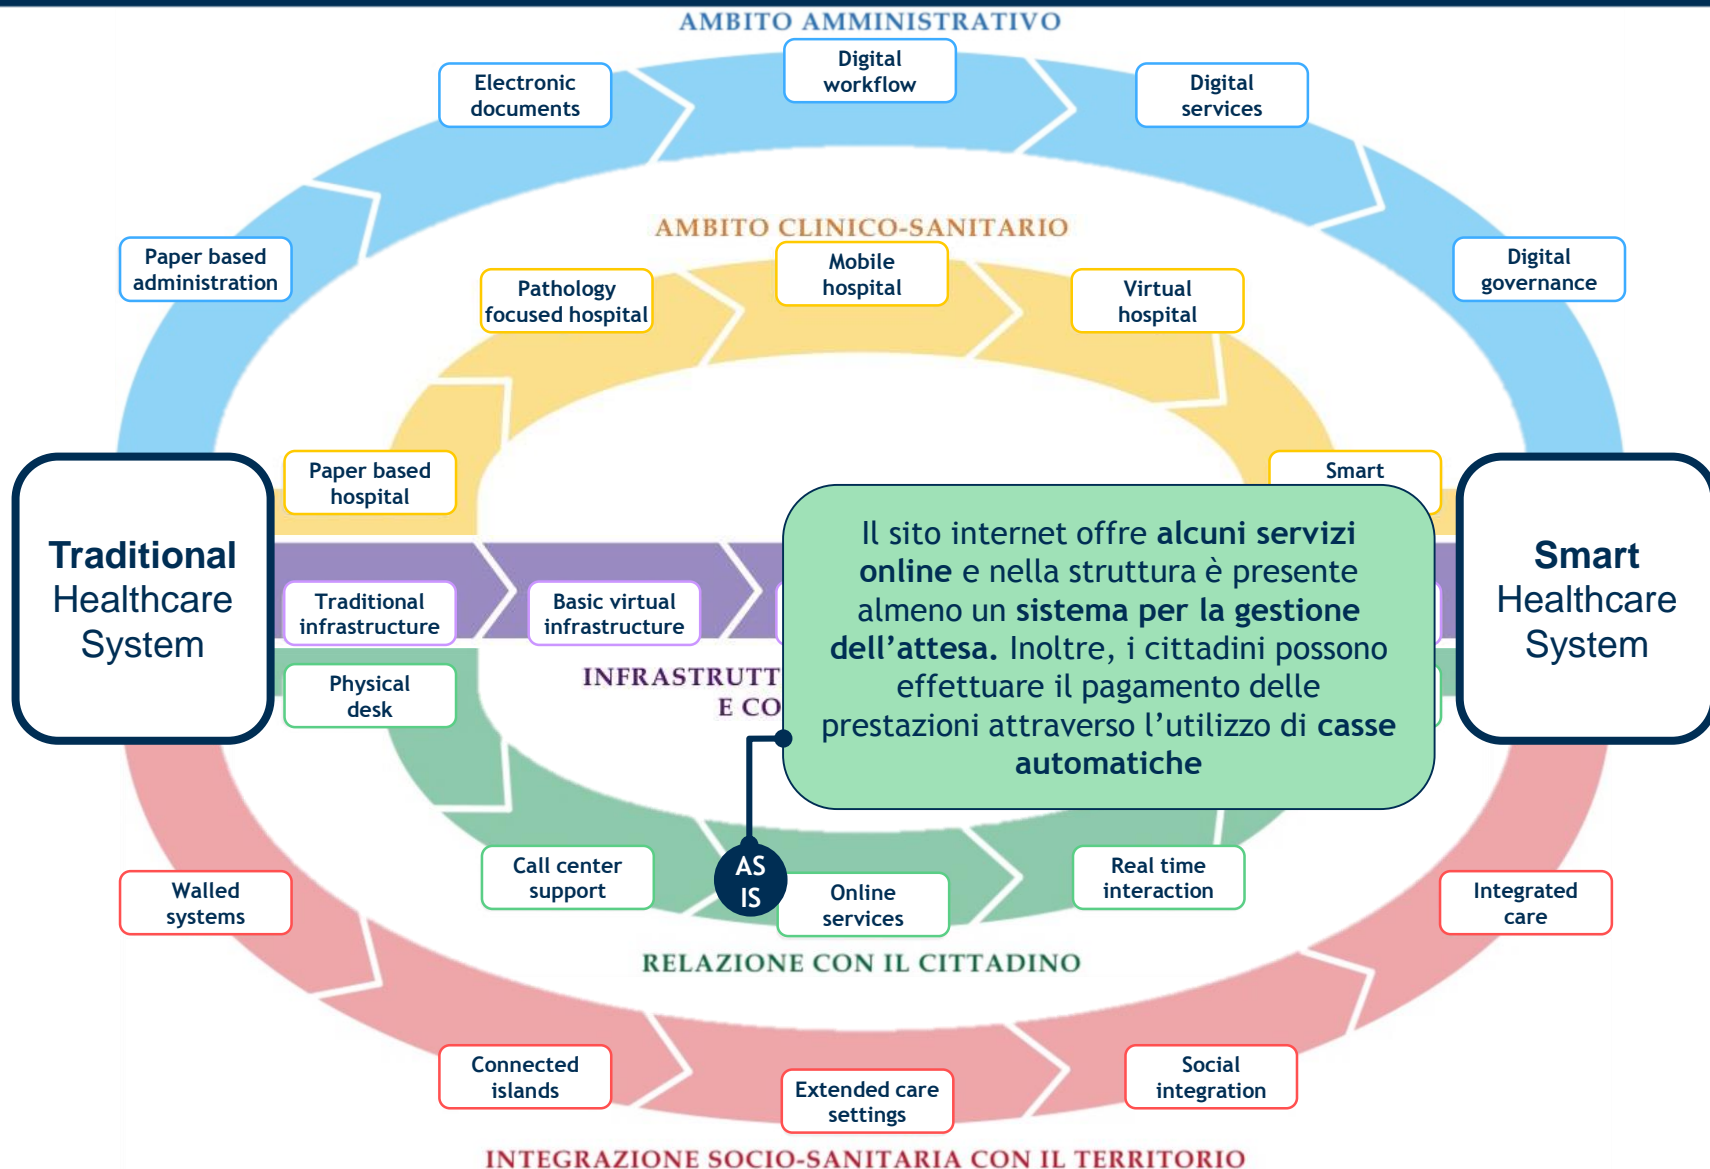 AMBITO AMMINISTRATIVO
Digital
workflow
Electronic
documents
Digital
services
Paper based
administration
Digital
governance
AMBITO CLINICO-SANITARIO
Mobile
hospital
Pathology
focused hospital
Virtual
hospital
Paper based
hospital
Smart
Traditional
Healthcare
System
Smart
Healthcare
System
Il sito internet offre alcuni servizi
online e nella struttura è presente
almeno un sistema per la gestione
dell’attesa. Inoltre, i cittadini possono
effettuare il pagamento delle
prestazioni attraverso l’utilizzo di casse
automatiche
Traditional
infrastructure
Basic virtual
infrastructure
INFRASTRUTT
E CO
Physical
desk
AS
IS
Call center
support
Online
services
Real time
interaction
RELAZIONE CON IL CITTADINO
Walled
systems
Integrated
care
Connected
islands
Extended care
settings
Social
integration
INTEGRAZIONE SOCIO-SANITARIA CON IL TERRITORIO